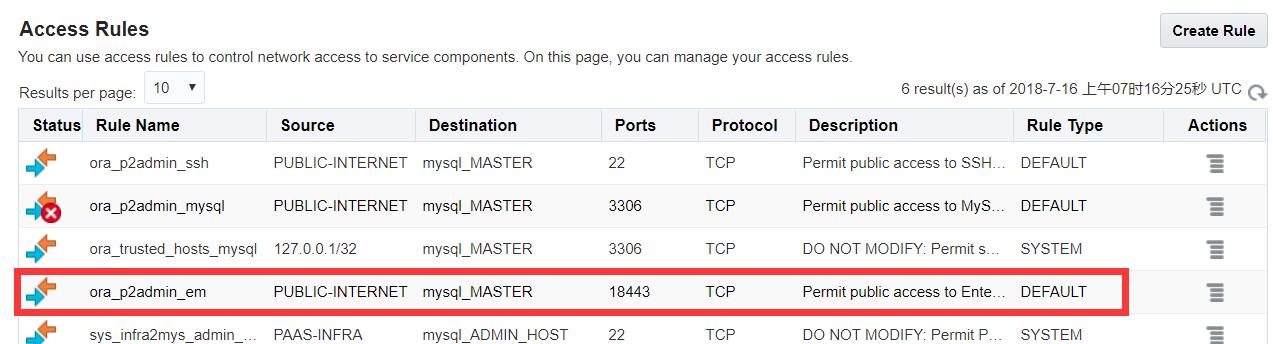 Access Rules
Create Rule
You can use access rules to control network access to service components. On this page, you can manage your access rules.
Results per page: 10
6 result(s) as of 2018-7-16 上午07时16分25秒 UTC
Status Rule Name Source Destination Ports Protocol Description Rule Type Actions
ora_p2admin_ssh PUBLIC-INTERNET mysql_MASTER 22 TCP Permit public access to SSH... DEFAULT
ora_p2admin_mysql PUBLIC-INTERNET mysql_MASTER 3306 TCP Permit public access to MyS... DEFAULT
ora_trusted_hosts_mysql 127.0.0.1/32 mysql_MASTER 3306 TCP DO NOT MODIFY: Permit s... SYSTEM
ora_p2admin_em PUBLIC-INTERNET mysql_MASTER 18443 TCP Permit public access to Ente... DEFAULT
sys_infra2mys_admin_... PAAS-INFRA mysql_ADMIN_HOST 22 TCP DO NOT MODIFY: Permit P... SYSTEM